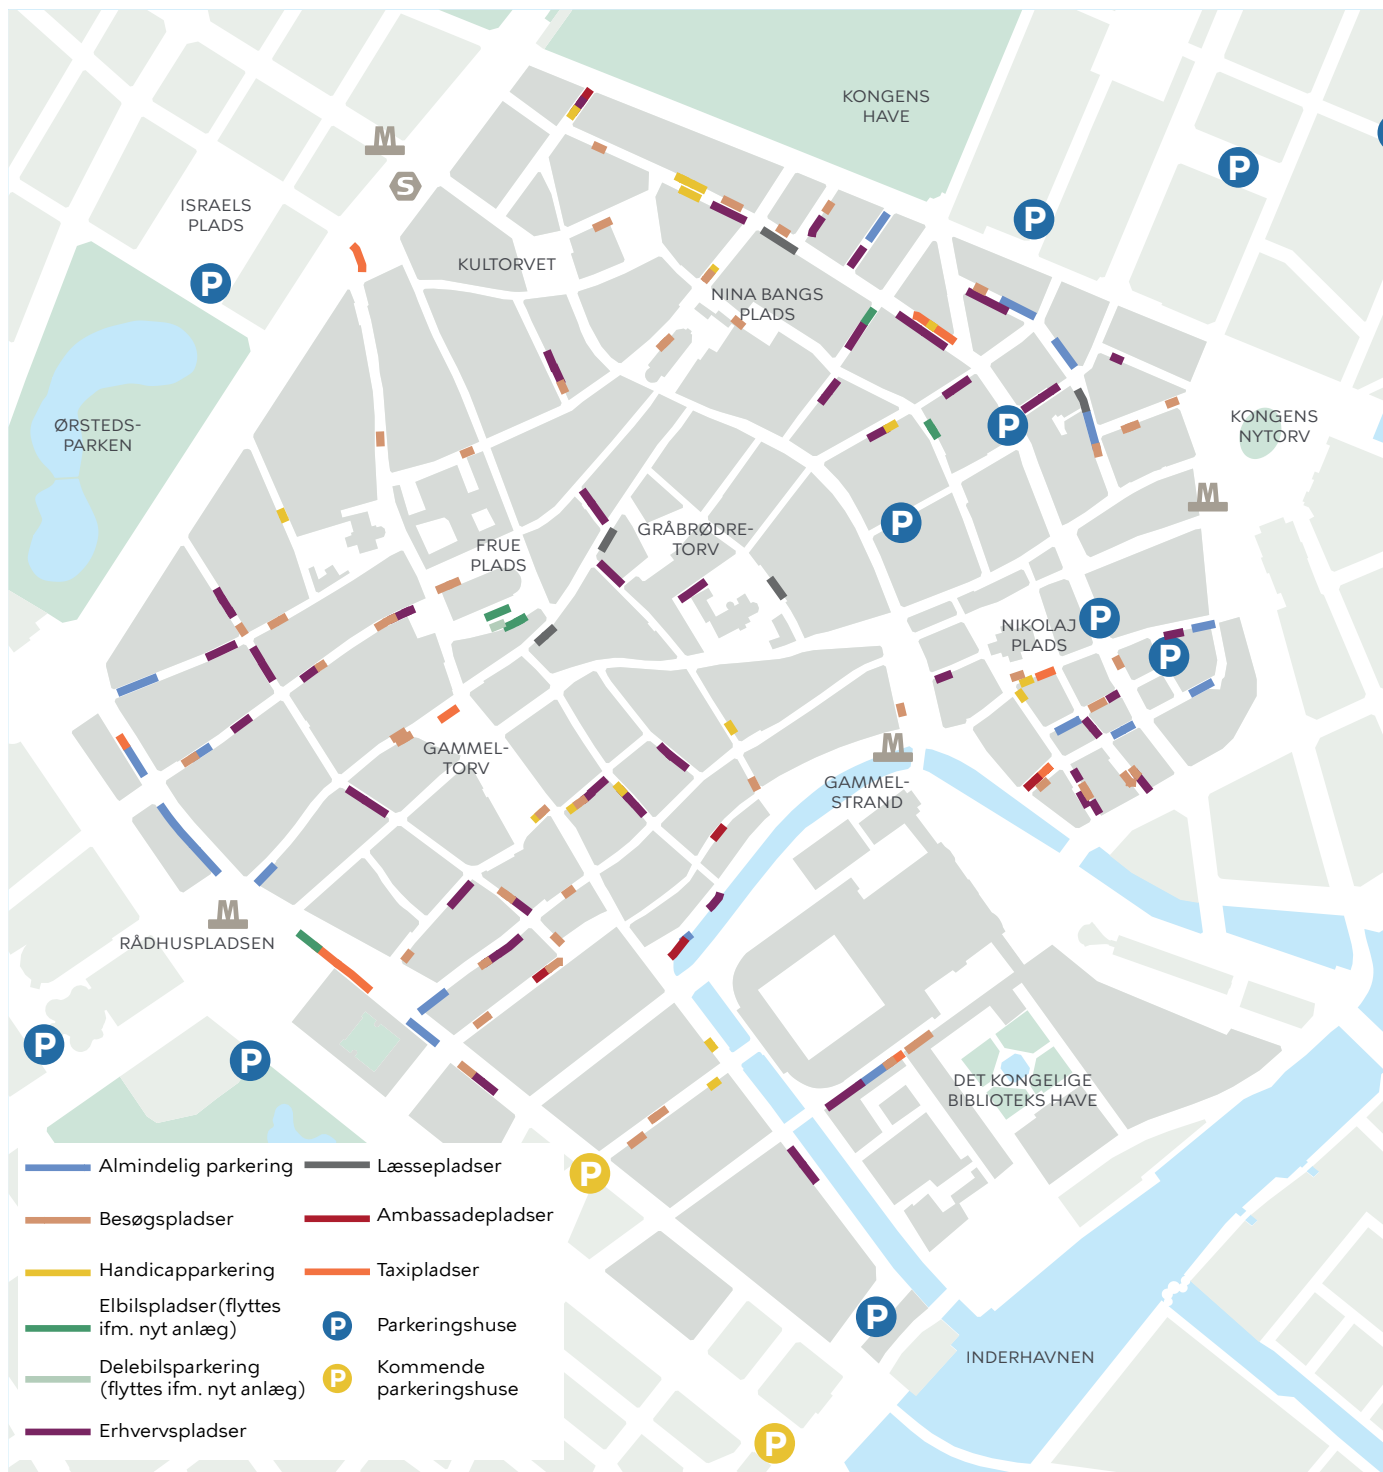 KONGENS
HAVE
M
S
P
P
ISRAELS
PLADS
P
KULTORVET
NINA BANGS
PLADS
ØRSTEDS-
PARKEN
P
KONGENS
NYTORV
M
P
GRÅBRØDRE-
TORV
FRUE
PLADS
NIKOLAJ
PLADS
P
P
GAMMEL-
TORV
M
GAMMEL-
STRAND
M
RÅDHUSPLADSEN
P
P
DET KONGELIGE
BIBLIOTEKS HAVE
P
P
INDERHAVNEN
P
Almindelig parkering
Besøgspladser
Handicapparkering
Elbilspladser(flyttes
ifm. nyt anlæg)
Delebilsparkering
(flyttes ifm. nyt anlæg)
Erhvervspladser
Læssepladser
Ambassadepladser
Taxipladser
P Parkeringshuse
P Kommende
parkeringshuse